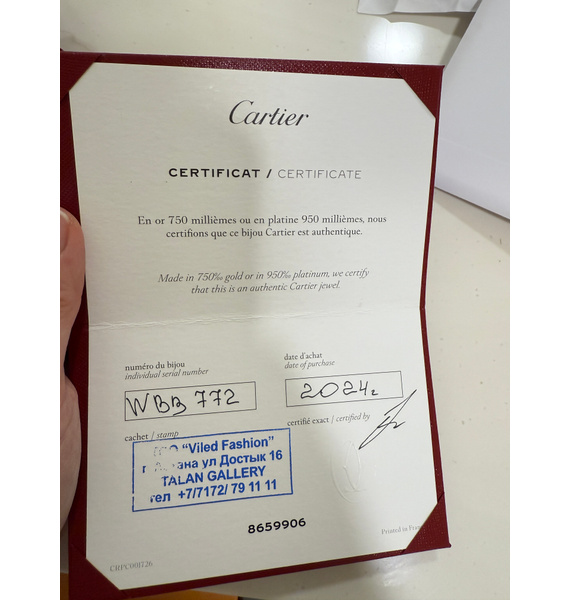 Cartier
CERTIFICAT / CERTIFICATE
En or 750 millièmes ou en platine 950 millièmes, nous
certifions que ce bijou Cartier est authentique.
Made in 750‰ gold or in 950‰ platinum, we certify
that this is an authentic Cartier jewel.
numéro du bijou
individual serial number
WBB 772
date d'achat
date of purchase
2024г
cachet / stamp
certifié exact / certified by
"Viled Fashion"
ул Достык 16
TALAN GALLERY
тел +7/7172/ 79 11 11
8659906
Printed in
CRPC001726